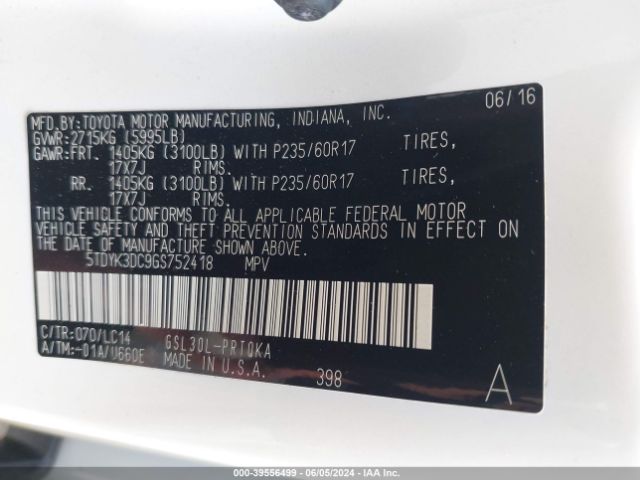 MFD.BY:TOYOTA MOTOR MANUFACTURING, INDIANA, INC. 06/16
GVWR:2715KG (5995LB)
GAWR:FRT. 1405KG (3100LB) WITH P235/60R17 TIRES,
17X7J RIMS.
RR. 1405KG (3100LB) WITH P235/60R17 TIRES,
17X7J RIMS.
THIS VEHICLE CONFORMS TO ALL APPLICABLE FEDERAL MOTOR
VEHICLE SAFETY AND THEFT PREVENTION STANDARDS IN EFFECT ON
THE DATE OF MANUFACTURE SHOWN ABOVE.
5TDYK3DC9GS752418 MPV
C/TR:070/LC14 GSL30L-PRTQKA
A/TM:-01A/U660E MADE IN U.S.A.
398 A
000-39556499 - 06/05/2024 - IAA, Inc.